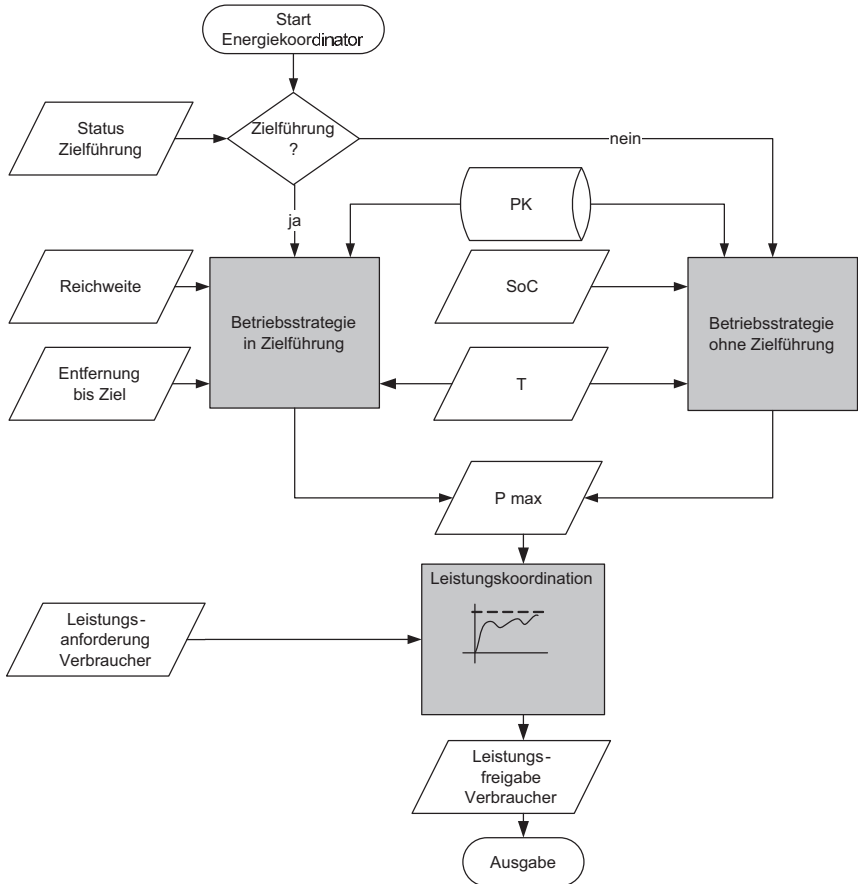 Start
Energiekoordinator
Status
Zielführung
Zielführung
?
nein
ja
PK
Reichweite
SoC
Betriebsstrategie
in Zielführung
Betriebsstrategie
ohne Zielführung
Entfernung
bis Ziel
T
P max
Leistungskoordination
Leistungs-
anforderung
Verbraucher
Leistungs-
freigabe
Verbraucher
Ausgabe